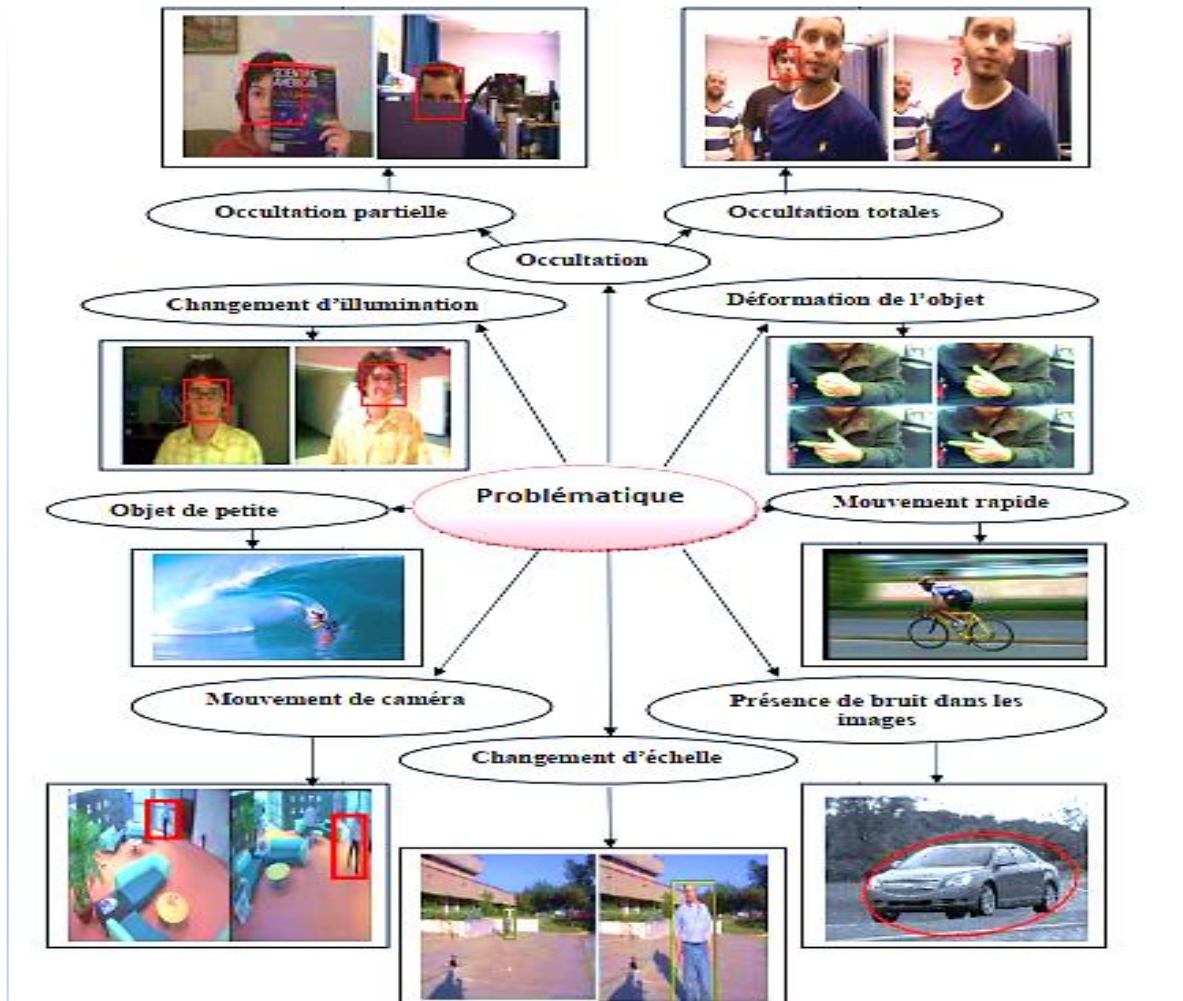 SCIENTIFIC
AMERICAN
?
Occultation partielle
Occultation totales
Occultation
Changement d'illumination
Déformation de l'objet
Problématique
Objet de petite
Mouvement rapide
Mouvement de caméra
Présence de bruit dans les
images
Changement d'échelle